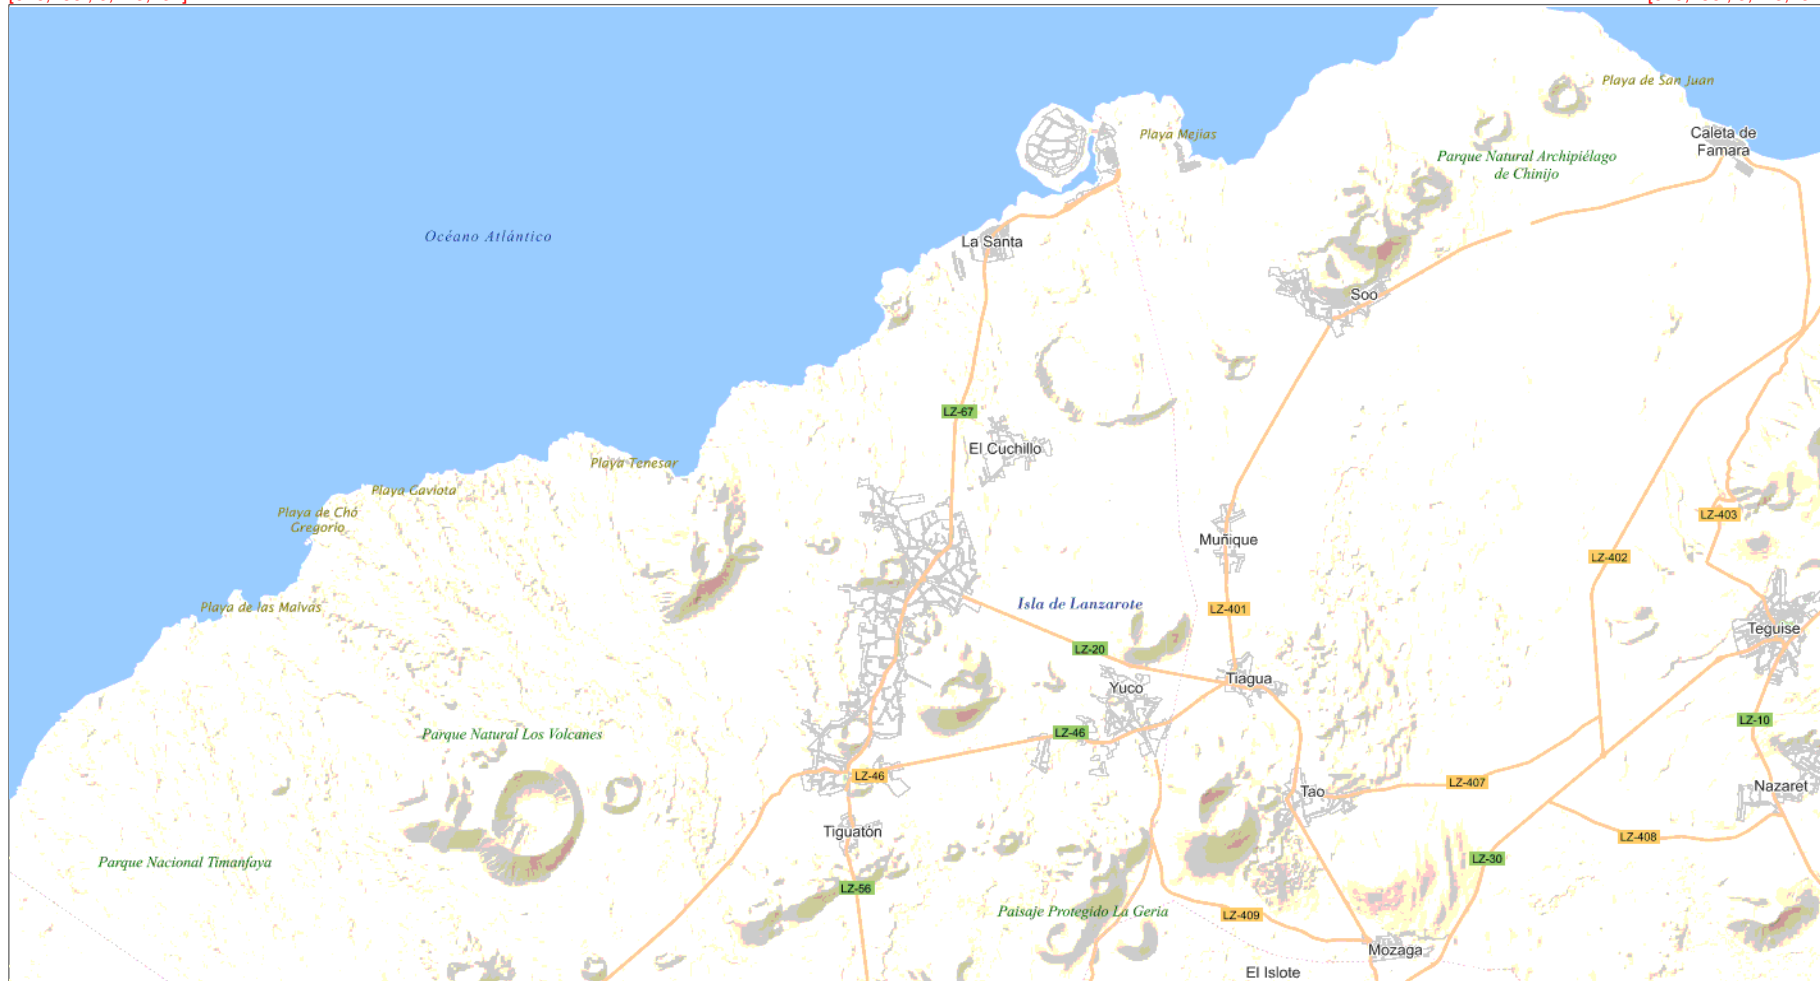 Playa de San Juan
Playa Mejias
Caleta de
Famara
Parque Natural Archipiélago
de Chinijo
Océano Atlántico
La Santa
Soo
LZ-67
El Cuchillo
Playa Tenesar
Playa Gaviota
Playa de Chó
Gregorio
LZ-403
Muñique
LZ-402
Playa de las Malvas
Isla de Lanzarote
LZ-401
Teguise
LZ-20
Tiagua
Yuco
LZ-10
Parque Natural Los Volcanes
LZ-46
LZ-46
LZ-407
Nazaret
Tao
Tiguatón
LZ-408
Parque Nacional Timanfaya
LZ-30
LZ-56
Paisaje Protegido La Geria
LZ-409
Mozaga
El Islote